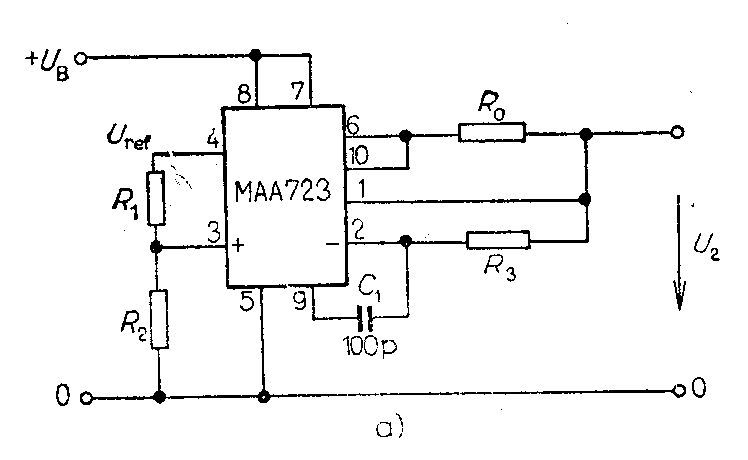 +U_B
8 7
U_ref 4
6 R_0
10
R_1 MAA723 1
3 + − 2
U_2
R_3
5 9 C_1
R_2 100p
0 0
a)